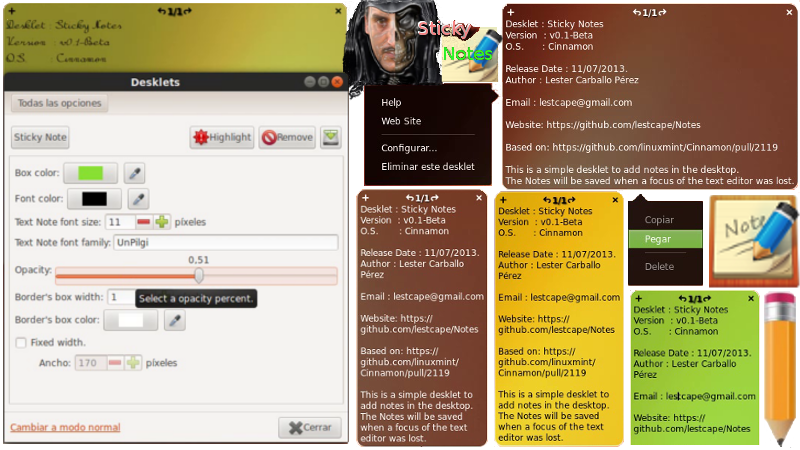 + 1/1 ×
Desklet : Sticky Notes
Version : v0.1-Beta
O.S. : Cinnamon
Desklets
Todas las opciones
Sticky Note
Highlight
Remove
Box color:
Font color:
Text Note font size: 11 píxeles
Text Note font family: UnPilgi
0.51
Opacity:
Select a opacity percent.
Border's box width: 1
Border's box color:
Fixed width.
Ancho: 170 píxeles
Cambiar a modo normal
Cerrar
Sticky
Notes
Help
Web Site
Configurar...
Eliminar este desklet
+ 1/1 ×
Desklet : Sticky Notes
Version : v0.1-Beta
O.S. : Cinnamon
Release Date : 11/07/2013.
Author : Lester Carballo
Email : lestcape@gmail.com
Website: https://github.com/lestcape/Notes
Based on: https://github.com/linuxmint/Cinnamon/pull/2119
This is a simple desklet to add notes in the desktop.
The Notes will be saved when a focus of the text editor was lost.
+ 1/1 ×
Desklet : Sticky Notes
Version : v0.1-Beta
O.S. : Cinnamon
Release Date : 11/07/2013.
Author : Lester Carballo
Pérez
Email : lestcape@gmail.com
Website: https://
github.com/lestcape/Notes
Based on: https://
github.com/linuxmint/
Cinnamon/pull/2119
This is a simple desklet to
add notes in the desktop.
The Notes will be saved
when a focus of the text
editor was lost.
+ 1/1 ×
Desklet : Sticky Notes
Version : v0.1-Beta
O.S. : Cinnamon
Release Date : 11/07/2013.
Author : Lester Carballo
Pérez
Email : lestcape@gmail.com
Website: https://
github.com/lestcape/Notes
Based on: https://
github.com/linuxmint/
Cinnamon/pull/2119
This is a simple desklet to
add notes in the desktop.
The Notes will be saved
when a focus of the text
editor was lost.
Copiar
Pegar
Delete
Note
+ 1/1 ×
Desklet : Sticky Notes
Version : v0.1-Beta
O.S. : Cinnamon
Release Date : 11/07/2013.
Author : Lester Carballo
Pérez
Email : lestcape@gmail.com
Website: https://
github.com/lestcape/Notes